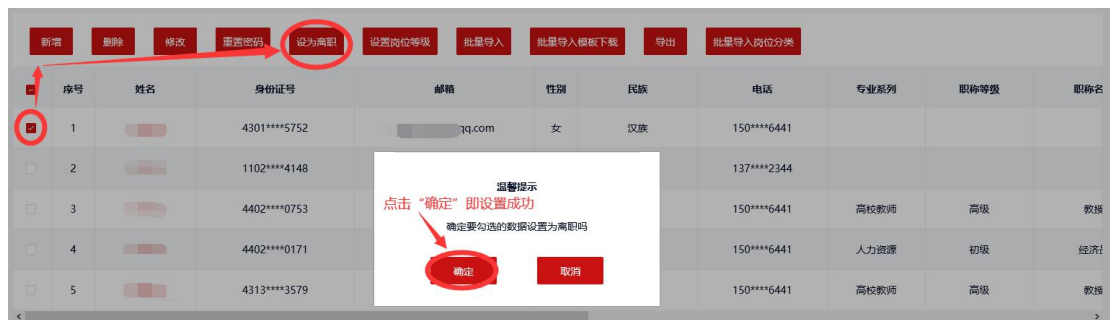 新增 删除 修改 重置密码 设为离职 设置岗位等级 批量导入 批量导入模板下载 导出 批量导入岗位分类
序号 姓名 身份证号 邮箱 性别 民族 电话 专业系列 职称等级 职称名
1 4301****5752 qq.com 女 汉族 150****6441
2 1102****4148 137****2344
温馨提示
点击“确定”即设置成功
3 4402****0753 150****6441 高校教师 高级 教授
确定要勾选的数据设置为离职吗
4 4402****0171 150****6441 人力资源 初级 经济
确定 取消
5 4313****3579 150****6441 高校教师 高级 教授